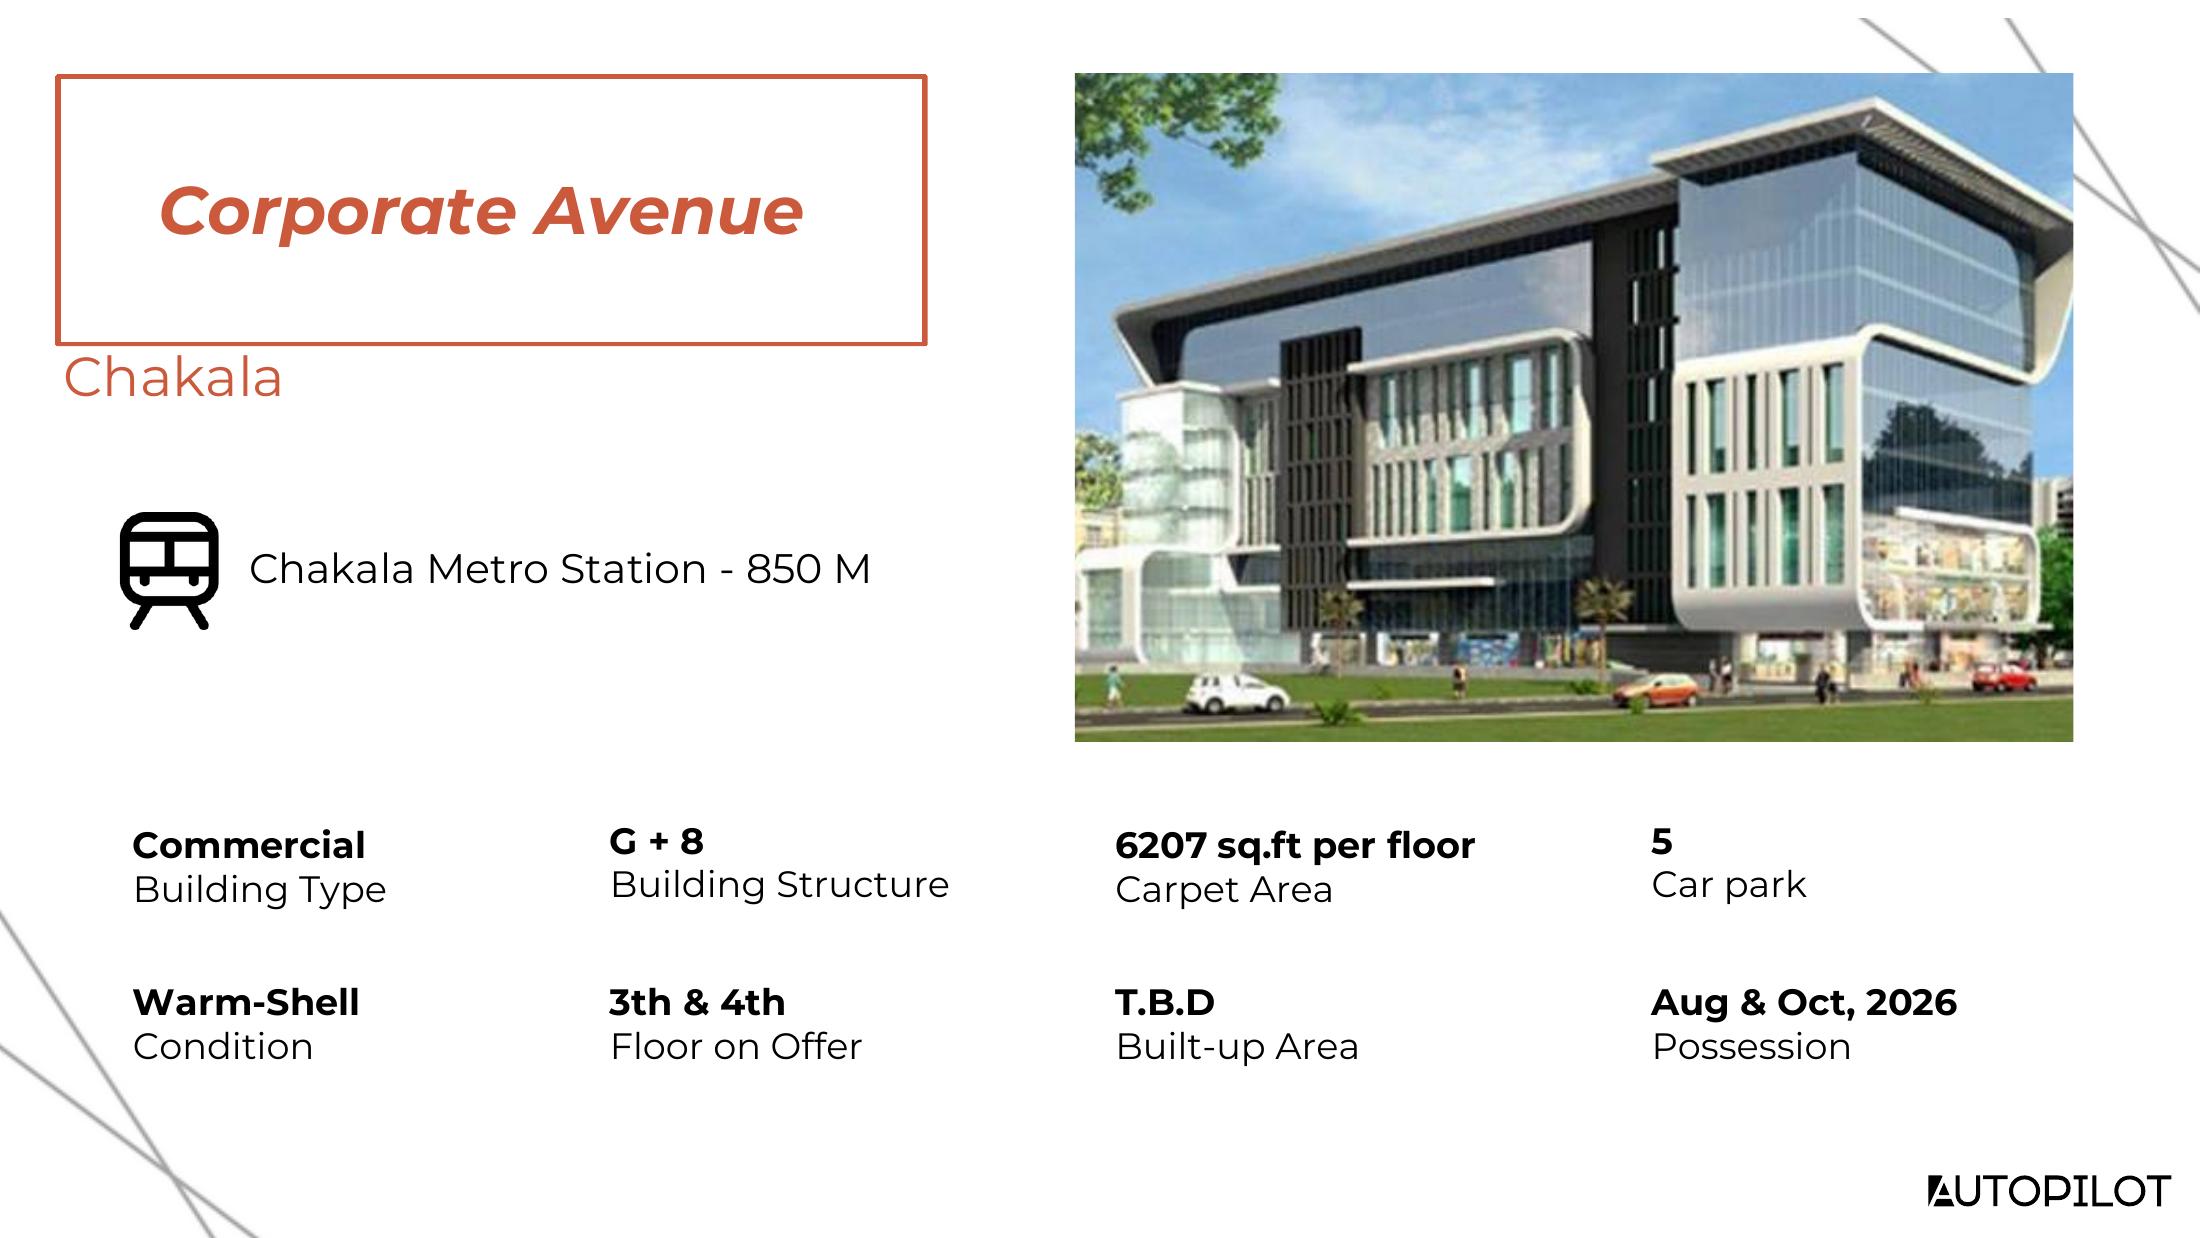 Corporate Avenue
Chakala
Chakala Metro Station - 850 M
Commercial
Building Type
G + 8
Building Structure
6207 sq.ft per floor
Carpet Area
5
Car park
Warm-Shell
Condition
3th & 4th
Floor on Offer
T.B.D
Built-up Area
Aug & Oct, 2026
Possession
AUTOPILOT